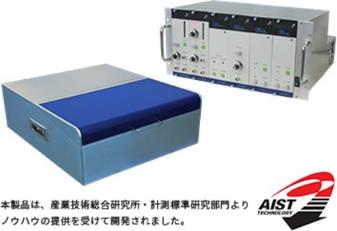 本製品は、産業技術総合研究所・計測標準研究部門より
ノウハウの提供を受けて開発されました。
AIST
TECHNOLOGY